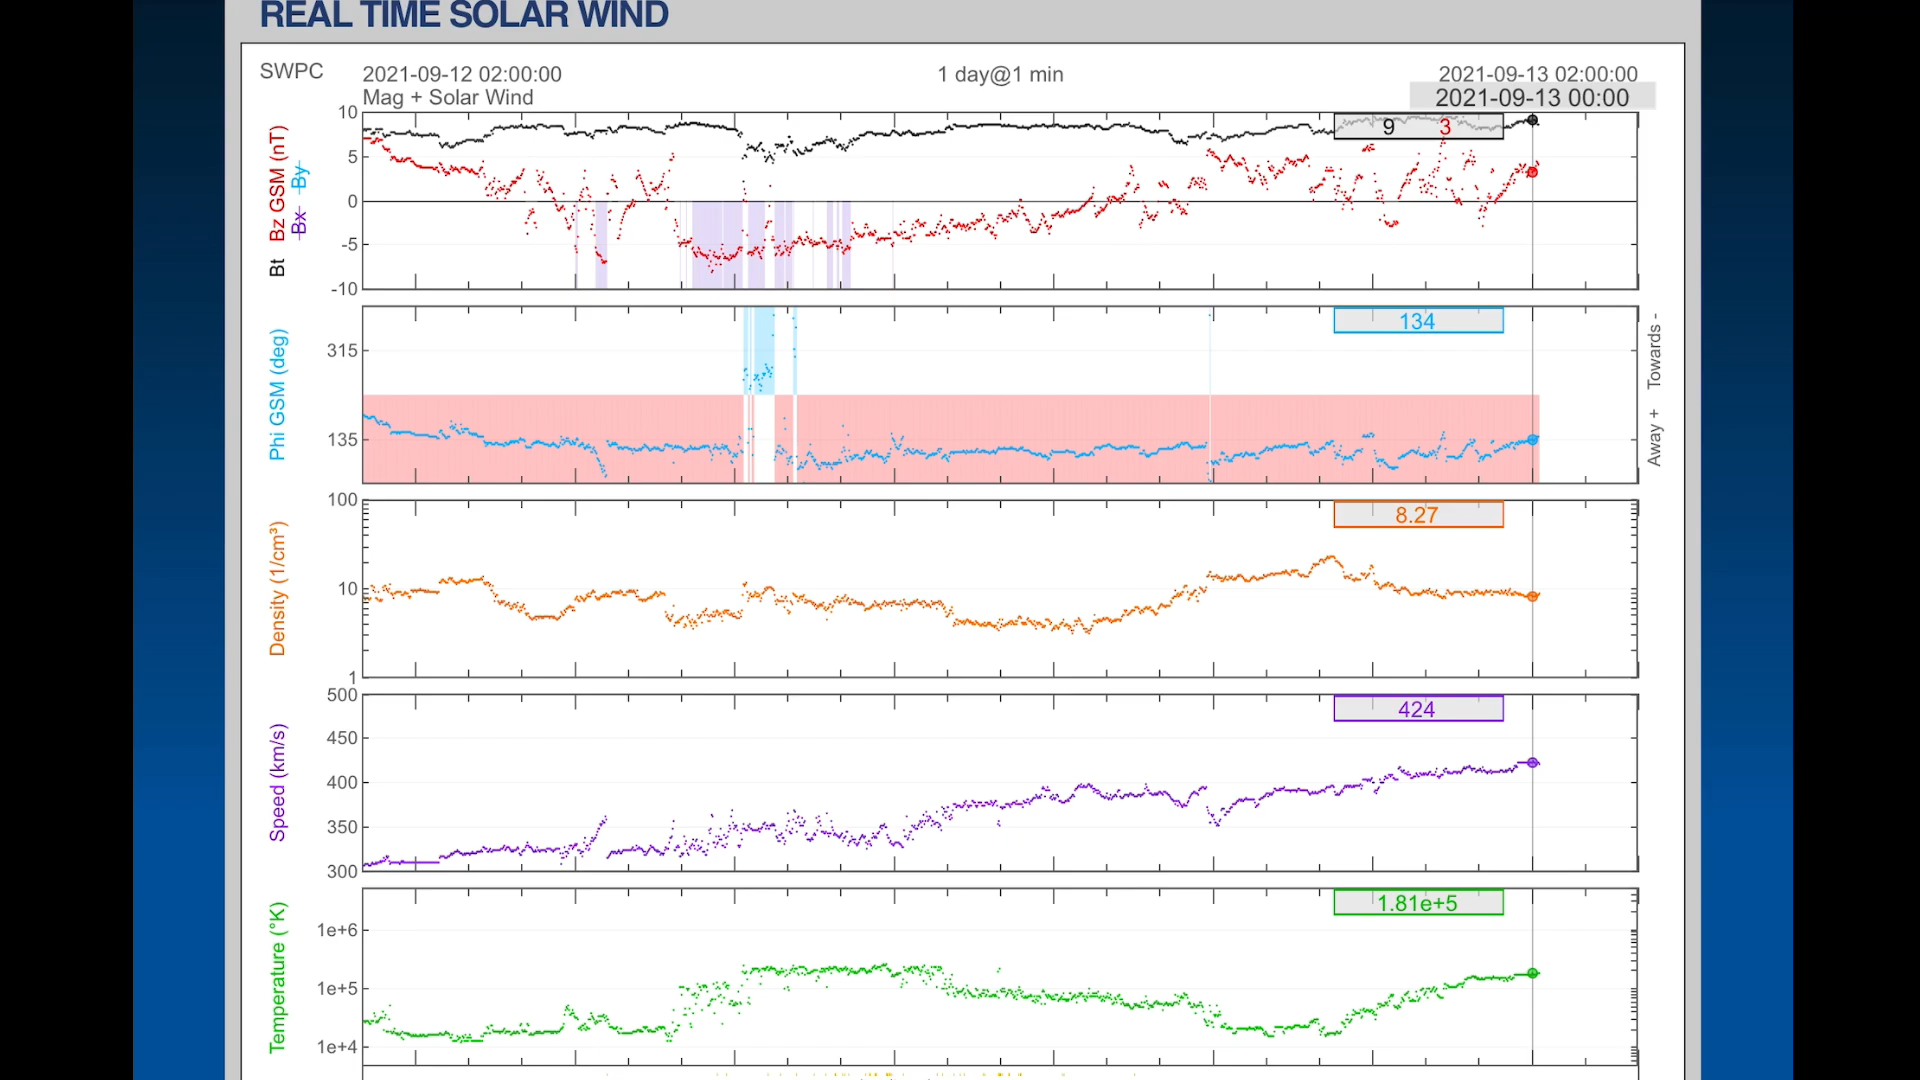 REAL TIME SOLAR WIND
SWPC
2021-09-12 02:00:00
1 day@1 min
2021-09-13 02:00:00
Mag + Solar Wind
2021-09-13 00:00
Bt Bz GSM (nT)
Bx By
10
5
0
-5
-10
9 3
Phi GSM (deg)
315
135
134
Away + Towards -
Density (1/cm³)
100
10
1
8.27
Speed (km/s)
500
450
400
350
300
424
Temperature (°K)
1e+6
1e+5
1e+4
1.81e+5